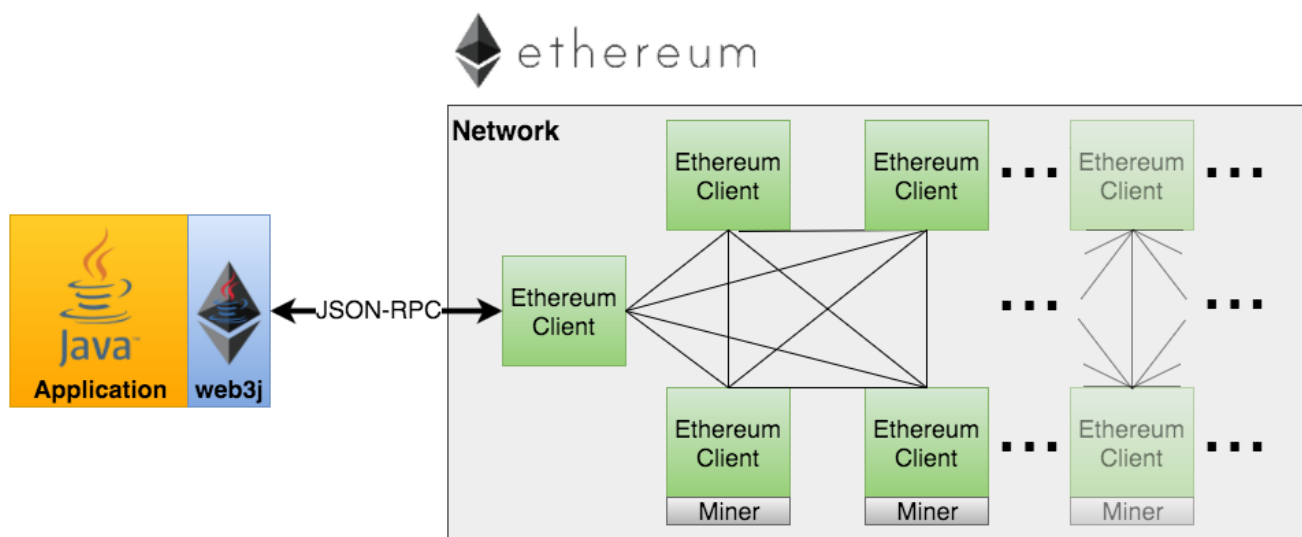 ethereum
Network
Ethereum
Client
Ethereum
Client
...
Ethereum
Client
...
Java™
Application
web3j
JSON-RPC
Ethereum
Client
...
...
Ethereum
Client
Miner
Ethereum
Client
Miner
...
Ethereum
Client
Miner
...